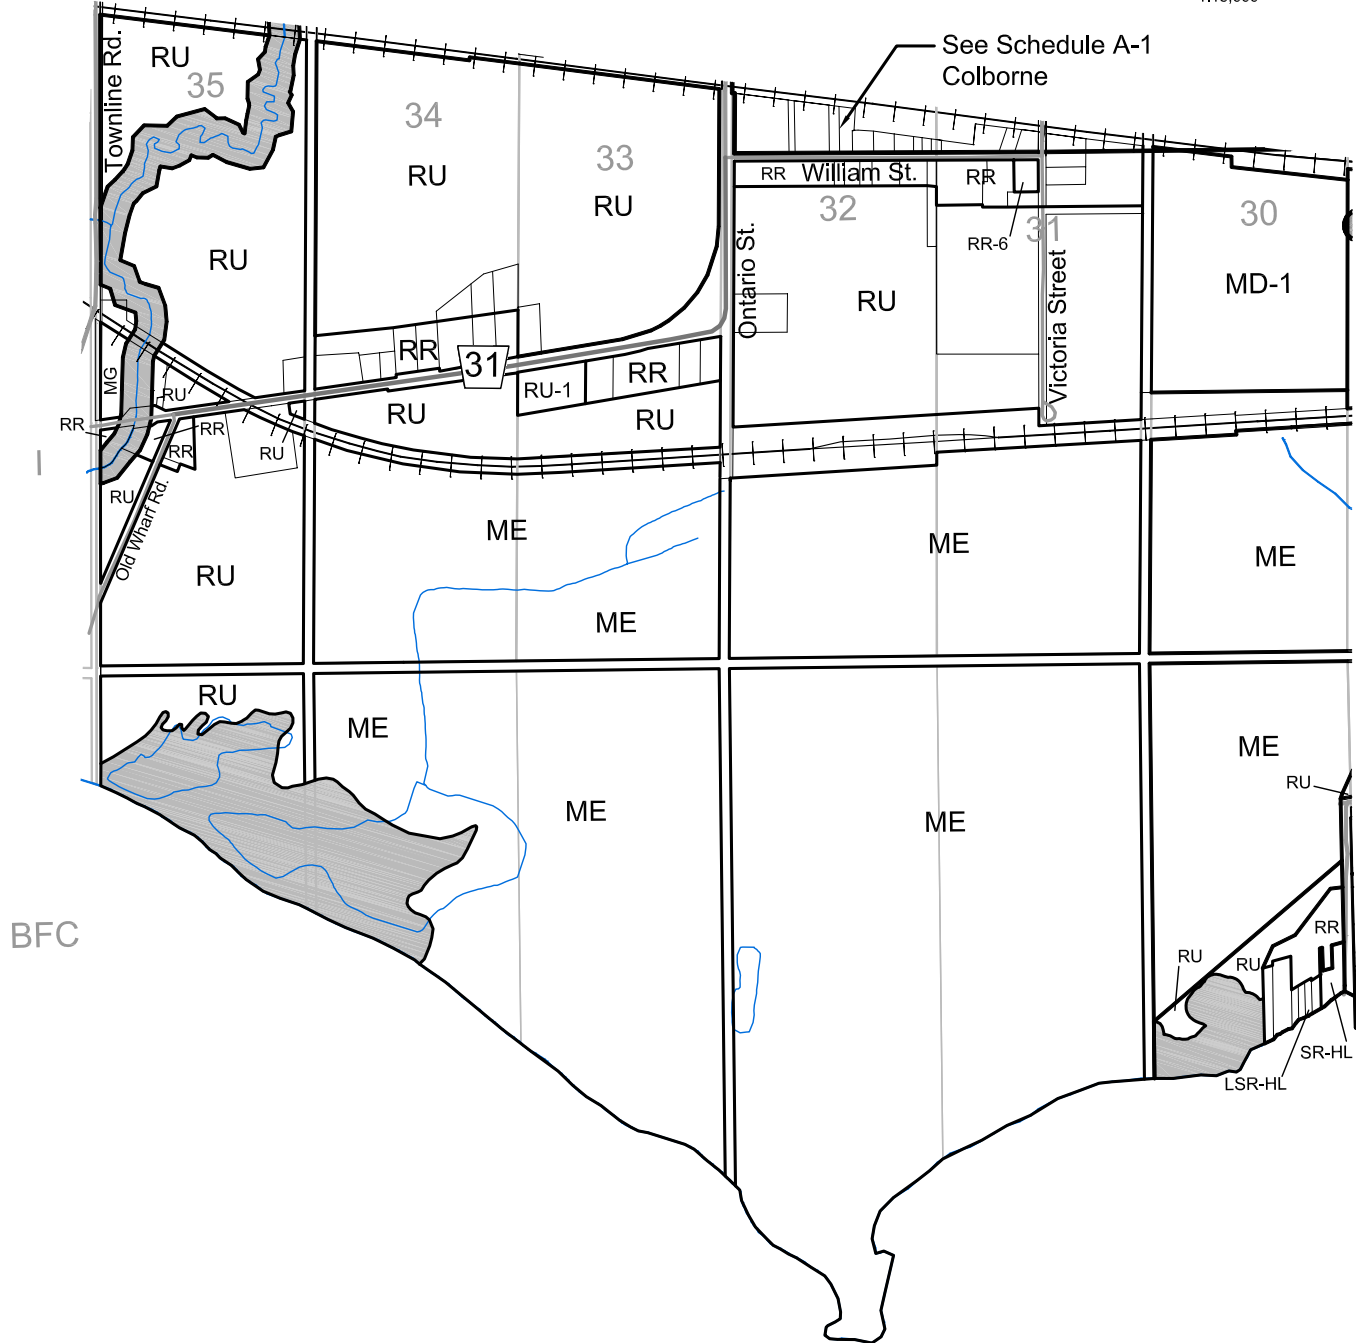 See Schedule A-1
Colborne
Townline Rd.
RU
35
34
RU
33
RU
RR
William St.
RR
32
RR-6
31
30
MD-1
RU
Ontario St.
RU
Victoria Street
RR
31
RU-1
RR
MG
RU
RU
RU
RR
RR
RR
RU
I
RU
Old Wharf Rd.
RU
ME
ME
ME
ME
RU
ME
ME
ME
ME
RU
BFC
RR
RU
RU
SR-HL
LSR-HL